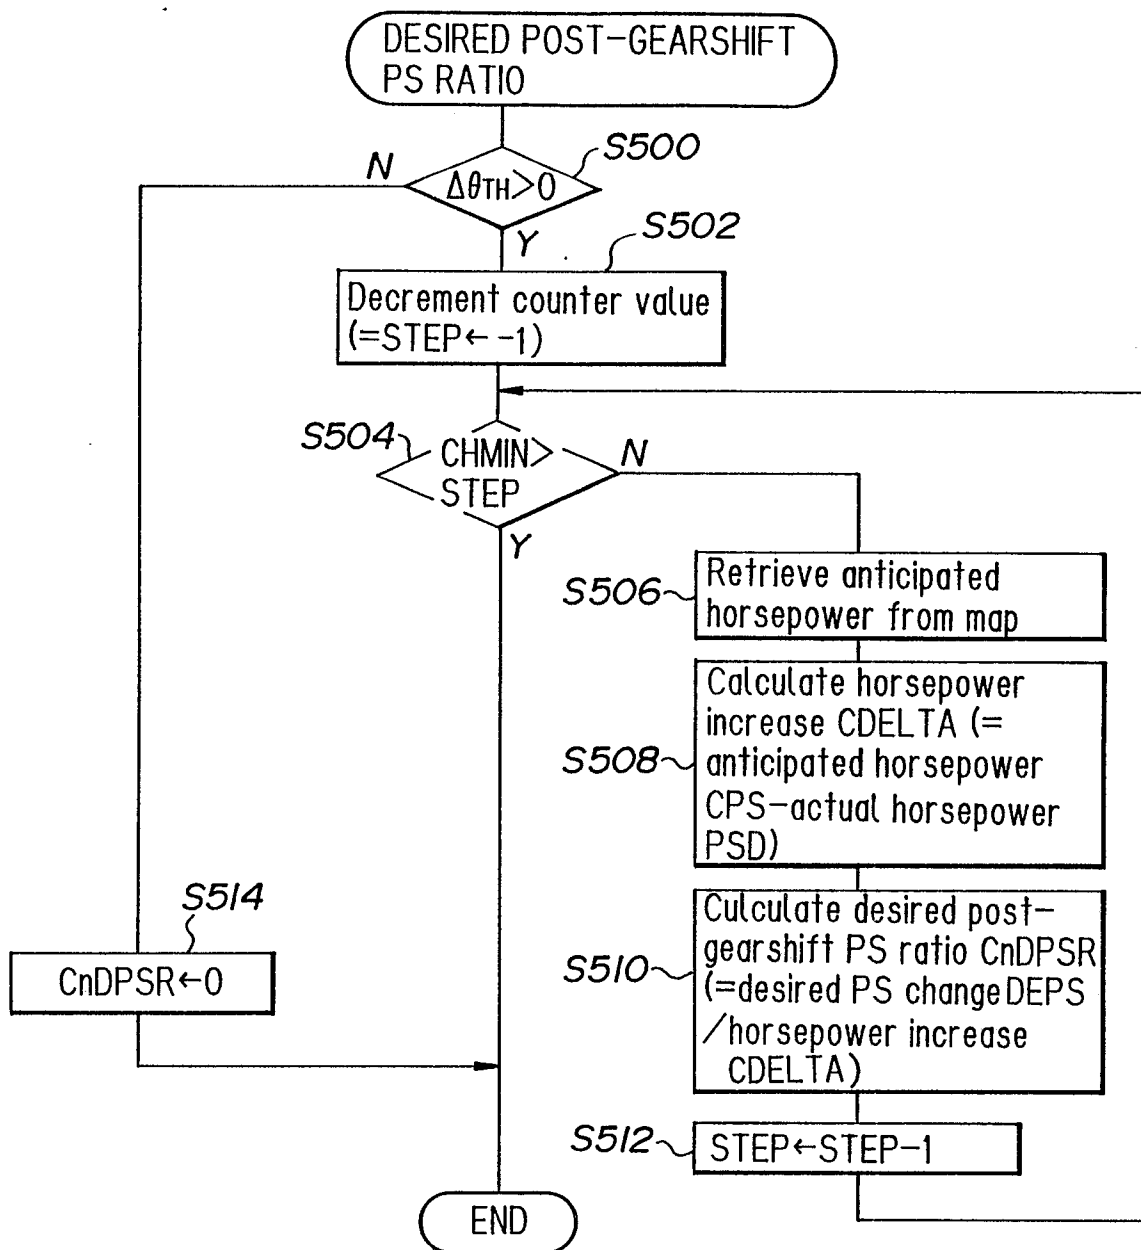 DESIRED POST-GEARSHIFT
PS RATIO
S500
N
ΔθTH>0
Y
S502
Decrement counter value
(=STEP← -1)
S504
CHMIN>
STEP
N
Y
S506
Retrieve anticipated
horsepower from map
S508
Calculate horsepower
increase CDELTA (=
anticipated horsepower
CPS-actual horsepower
PSD)
S510
Culculate desired post-
gearshift PS ratio CnDPSR
(=desired PS change DEPS
/horsepower increase
CDELTA)
S512
STEP←STEP-1
S514
CnDPSR←0
END